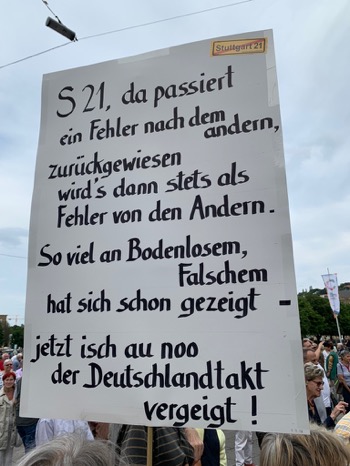 Stuttgart 21
S 21, da passiert
ein Fehler nach dem
andern,
zurückgewiesen
wird's dann stets als
Fehler von den Andern.
So viel an Bodenlosem,
Falschem
hat sich schon gezeigt -
jetzt isch au noo
der Deutschlandtakt
vergeigt !